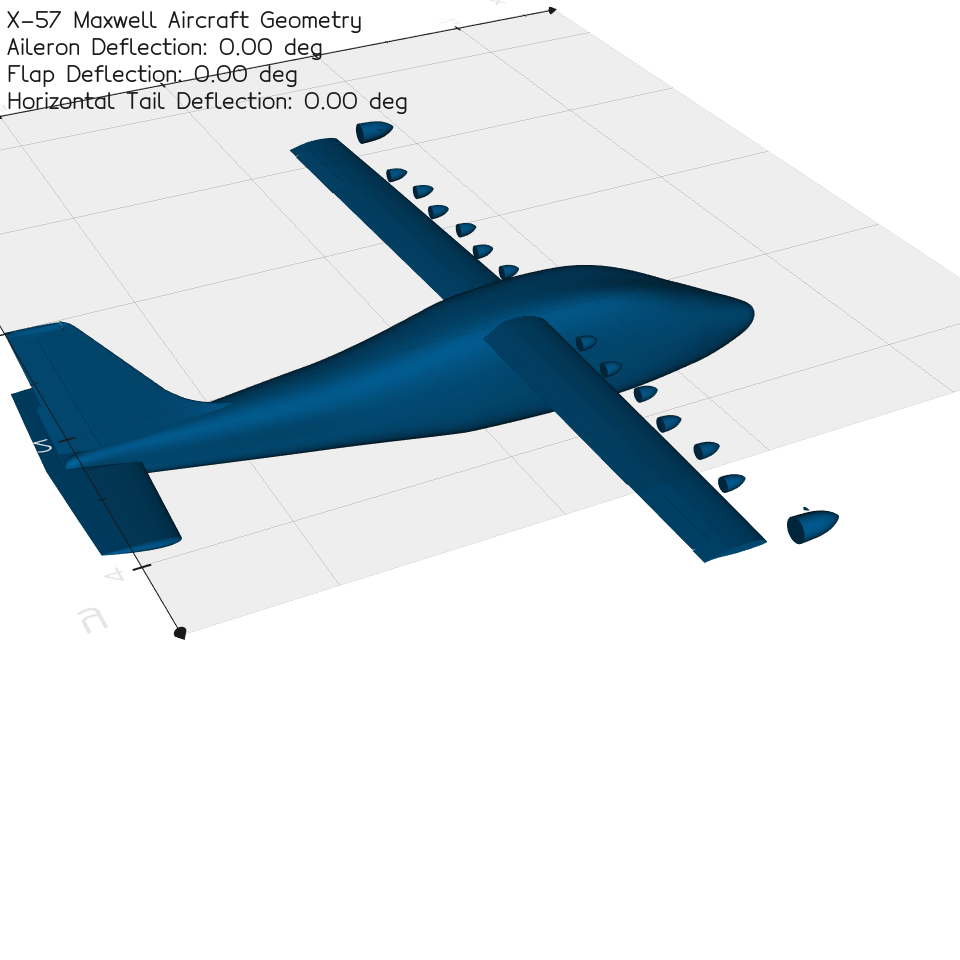 X-57 Maxwell Aircraft Geometry
Aileron Deflection: 0.00 deg
Flap Deflection: 0.00 deg
Horizontal Tail Deflection: 0.00 deg